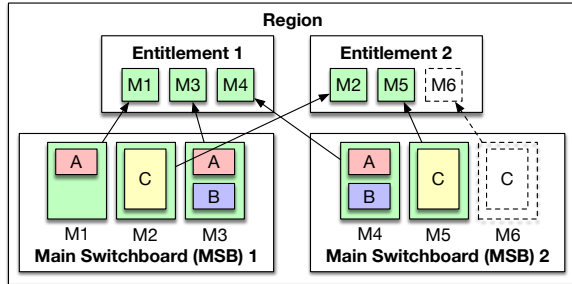 Region
Entitlement 1
Entitlement 2
M1 M3 M4
M2 M5 M6
A C A
B
A C C
B
M1 M2 M3
M4 M5 M6
Main Switchboard (MSB) 1
Main Switchboard (MSB) 2